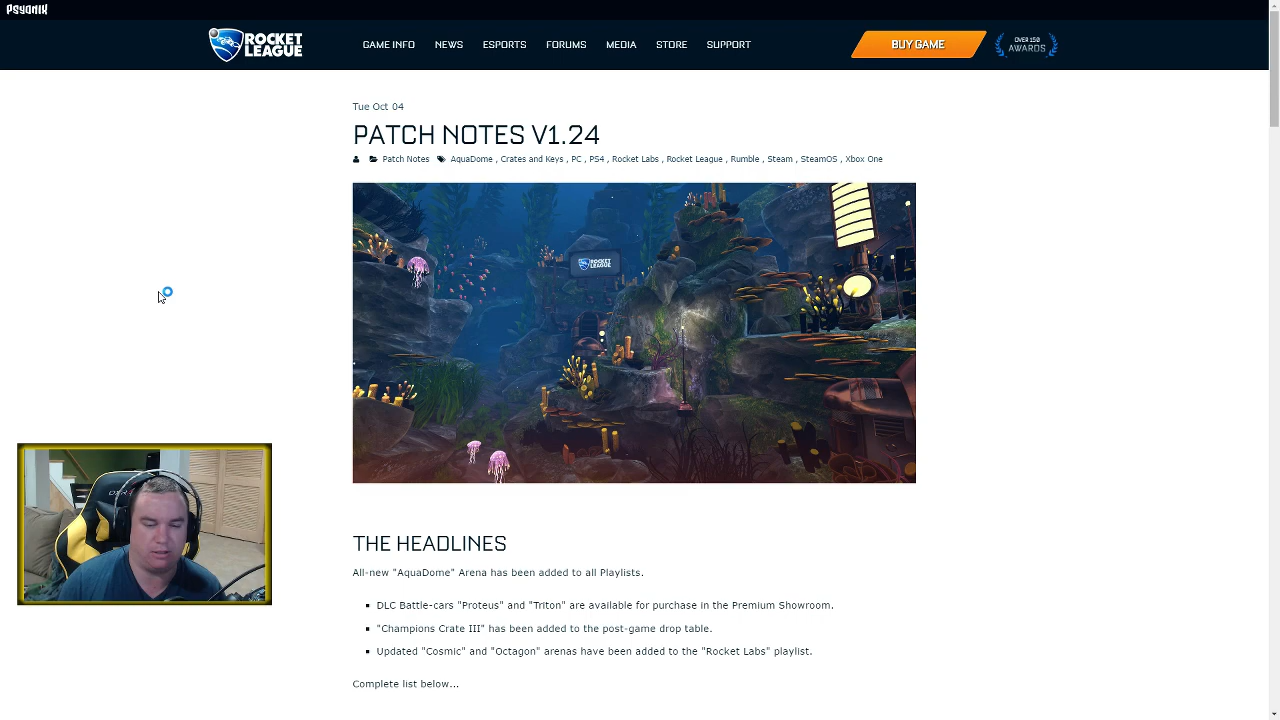 Psyonix
ROCKET
LEAGUE
GAME INFO NEWS ESPORTS FORUMS MEDIA STORE SUPPORT
BUY GAME
OVER 150
AWARDS
Tue Oct 04
PATCH NOTES V1.24
Patch Notes AquaDome , Crates and Keys , PC , PS4 , Rocket Labs , Rocket League , Rumble , Steam , SteamOS , Xbox One
ROCKET
LEAGUE
THE HEADLINES
All-new "AquaDome" Arena has been added to all Playlists.
▪ DLC Battle-cars "Proteus" and "Triton" are available for purchase in the Premium Showroom.
▪ "Champions Crate III" has been added to the post-game drop table.
▪ Updated "Cosmic" and "Octagon" arenas have been added to the "Rocket Labs" playlist.
Complete list below...